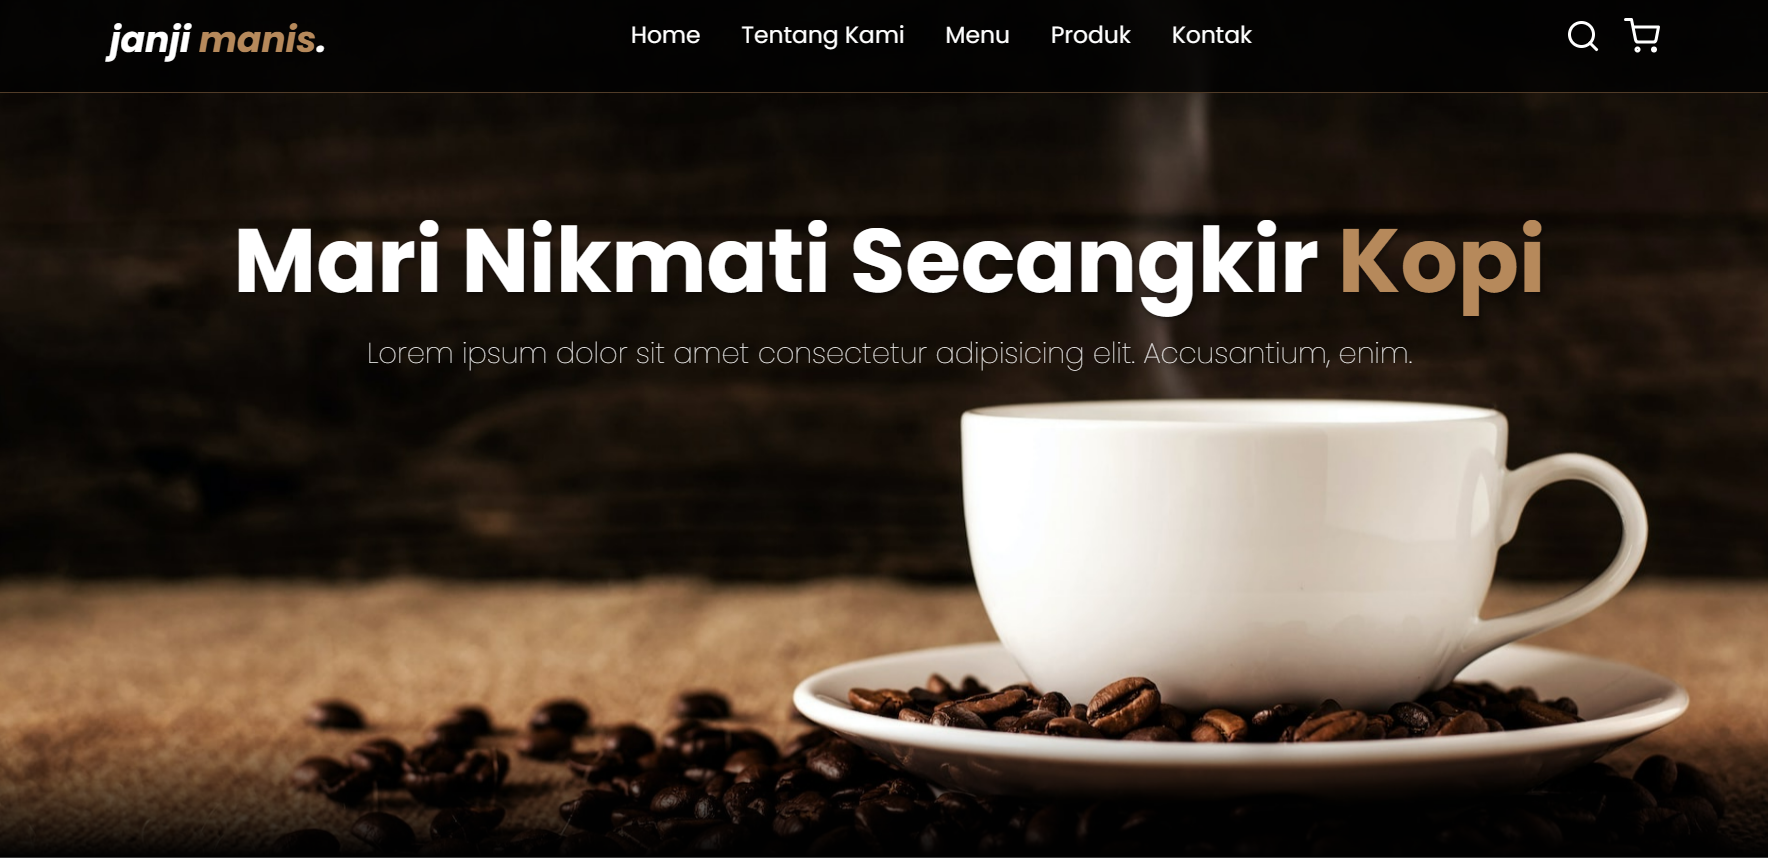 janji manis.
Home Tentang Kami Menu Produk Kontak
Mari Nikmati Secangkir Kopi
Lorem ipsum dolor sit amet consectetur adipisicing elit. Accusantium, enim.